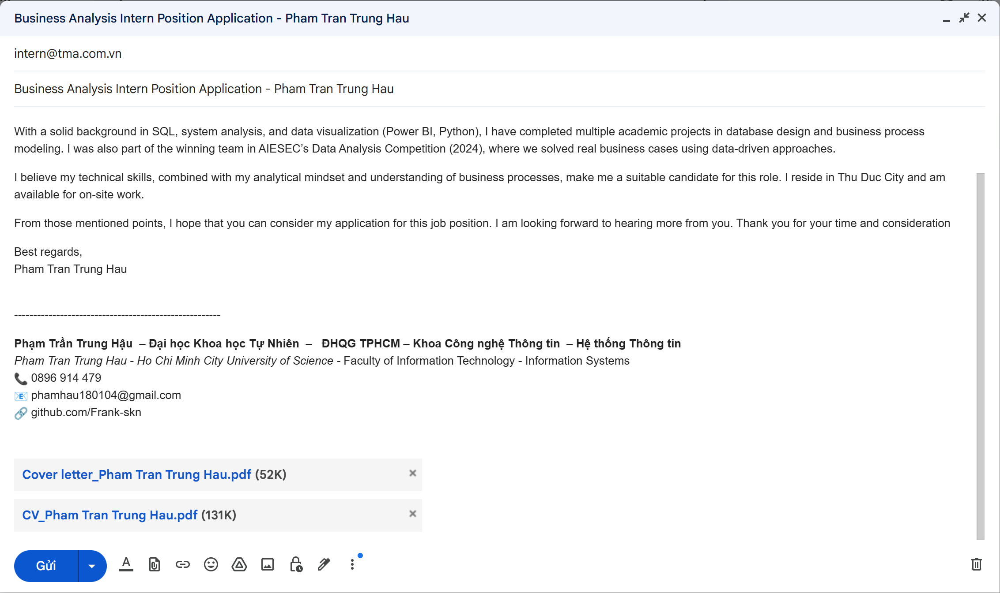 Business Analysis Intern Position Application - Pham Tran Trung Hau
intern@tma.com.vn
Business Analysis Intern Position Application - Pham Tran Trung Hau
With a solid background in SQL, system analysis, and data visualization (Power BI, Python), I have completed multiple academic projects in database design and business process
modeling. I was also part of the winning team in AIESEC’s Data Analysis Competition (2024), where we solved real business cases using data-driven approaches.
I believe my technical skills, combined with my analytical mindset and understanding of business processes, make me a suitable candidate for this role. I reside in Thu Duc City and am
available for on-site work.
From those mentioned points, I hope that you can consider my application for this job position. I am looking forward to hearing more from you. Thank you for your time and consideration
Best regards,
Pham Tran Trung Hau
------------------------------------------------------
Phạm Trần Trung Hậu – Đại học Khoa học Tự Nhiên – ĐHQG TPHCM – Khoa Công nghệ Thông tin – Hệ thống Thông tin
Pham Tran Trung Hau - Ho Chi Minh City University of Science - Faculty of Information Technology - Information Systems
📞 0896 914 479
📧 phamhau180104@gmail.com
🔗 github.com/Frank-skn
Cover letter_Pham Tran Trung Hau.pdf (52K)
CV_Pham Tran Trung Hau.pdf (131K)
Gửi